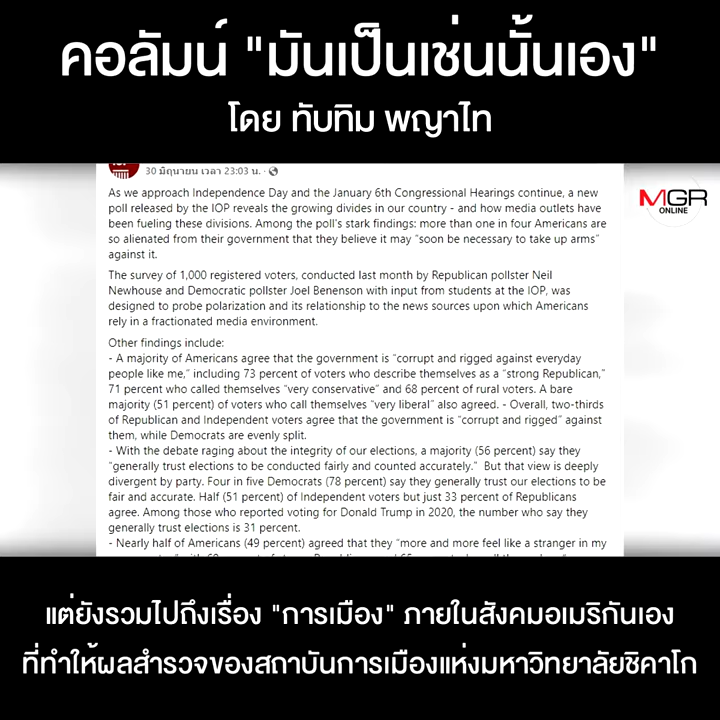 คอลัมน์ "มันเป็นเช่นนั้นเอง"
โดย ทับทิม พญาไท
30 มิถุนายน เวลา 23:03 น. ·
MGR
ONLINE
As we approach Independence Day and the January 6th Congressional Hearings continue, a new
poll released by the IOP reveals the growing divides in our country - and how media outlets have
been fueling these divisions. Among the poll's stark findings: more than one in four Americans are
so alienated from their government that they believe it may "soon be necessary to take up arms"
against it.
The survey of 1,000 registered voters, conducted last month by Republican pollster Neil
Newhouse and Democratic pollster Joel Benenson with input from students at the IOP, was
designed to probe polarization and its relationship to the news sources upon which Americans
rely in a fractionated media environment.
Other findings include:
- A majority of Americans agree that the government is "corrupt and rigged against everyday
people like me," including 73 percent of voters who describe themselves as a "strong Republican,"
71 percent who called themselves "very conservative" and 68 percent of rural voters. A bare
majority (51 percent) of voters who call themselves "very liberal" also agreed. - Overall, two-thirds
of Republican and Independent voters agree that the government is "corrupt and rigged" against
them, while Democrats are evenly split.
- With the debate raging about the integrity of our elections, a majority (56 percent) say they
"generally trust elections to be conducted fairly and counted accurately." But that view is deeply
divergent by party. Four in five Democrats (78 percent) say they generally trust our elections to be
fair and accurate. Half (51 percent) of Independent voters but just 33 percent of Republicans
agree. Among those who reported voting for Donald Trump in 2020, the number who say they
generally trust elections is 31 percent.
- Nearly half of Americans (49 percent) agreed that they "more and more feel like a stranger in my
แต่ยังรวมไปถึงเรื่อง "การเมือง" ภายในสังคมอเมริกันเอง
ที่ทำให้ผลสำรวจของสถาบันการเมืองแห่งมหาวิทยาลัยชิคาโก